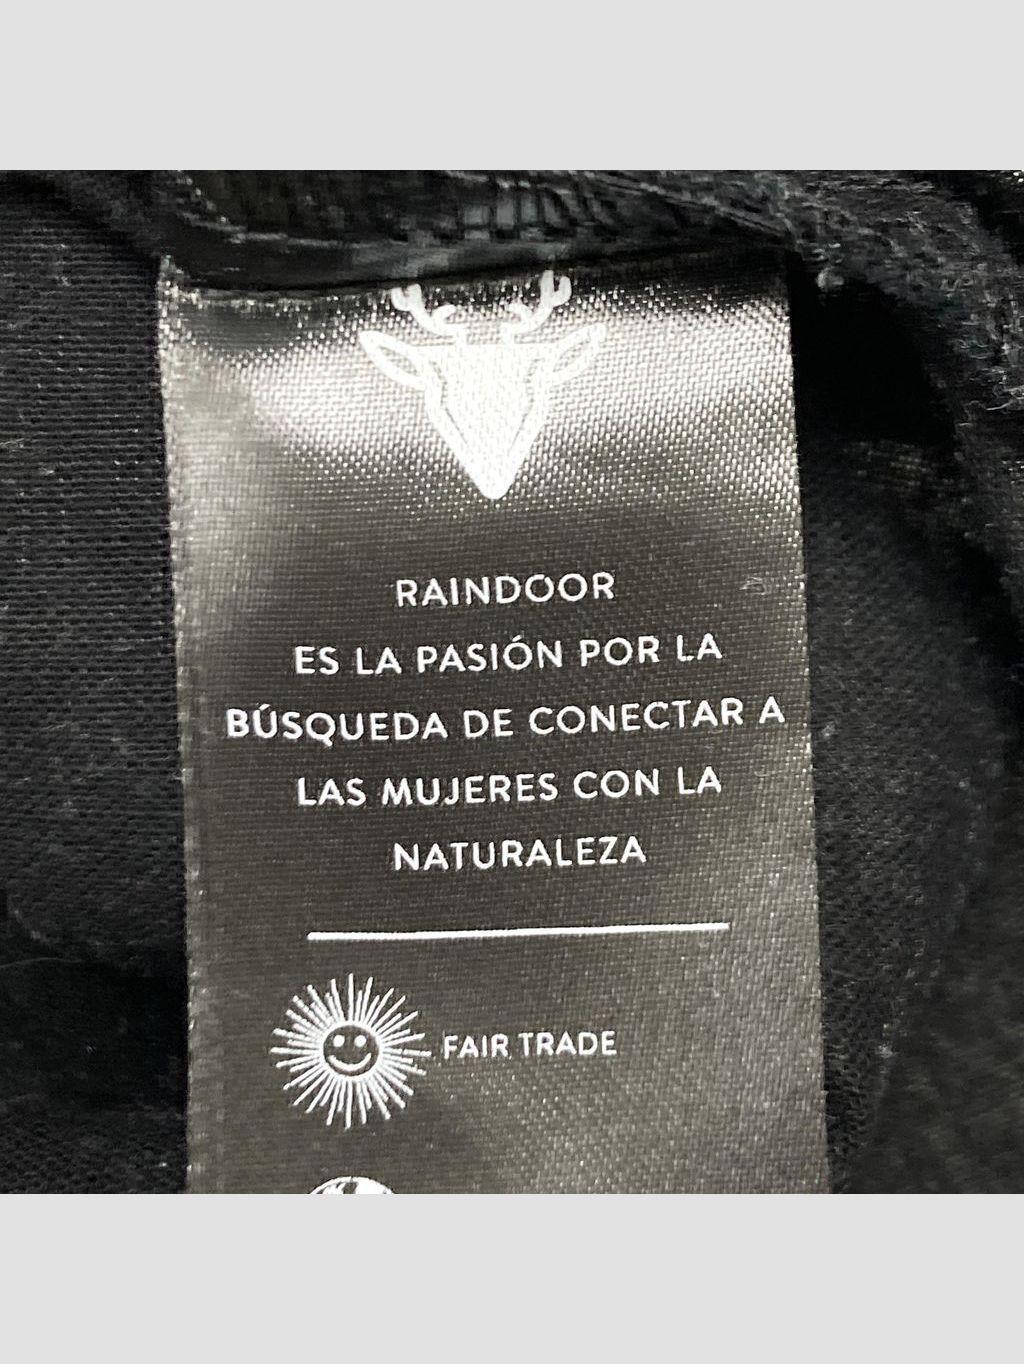 RAINDOOR
ES LA PASIÓN POR LA
BÚSQUEDA DE CONECTAR A
LAS MUJERES CON LA
NATURALEZA
FAIR TRADE